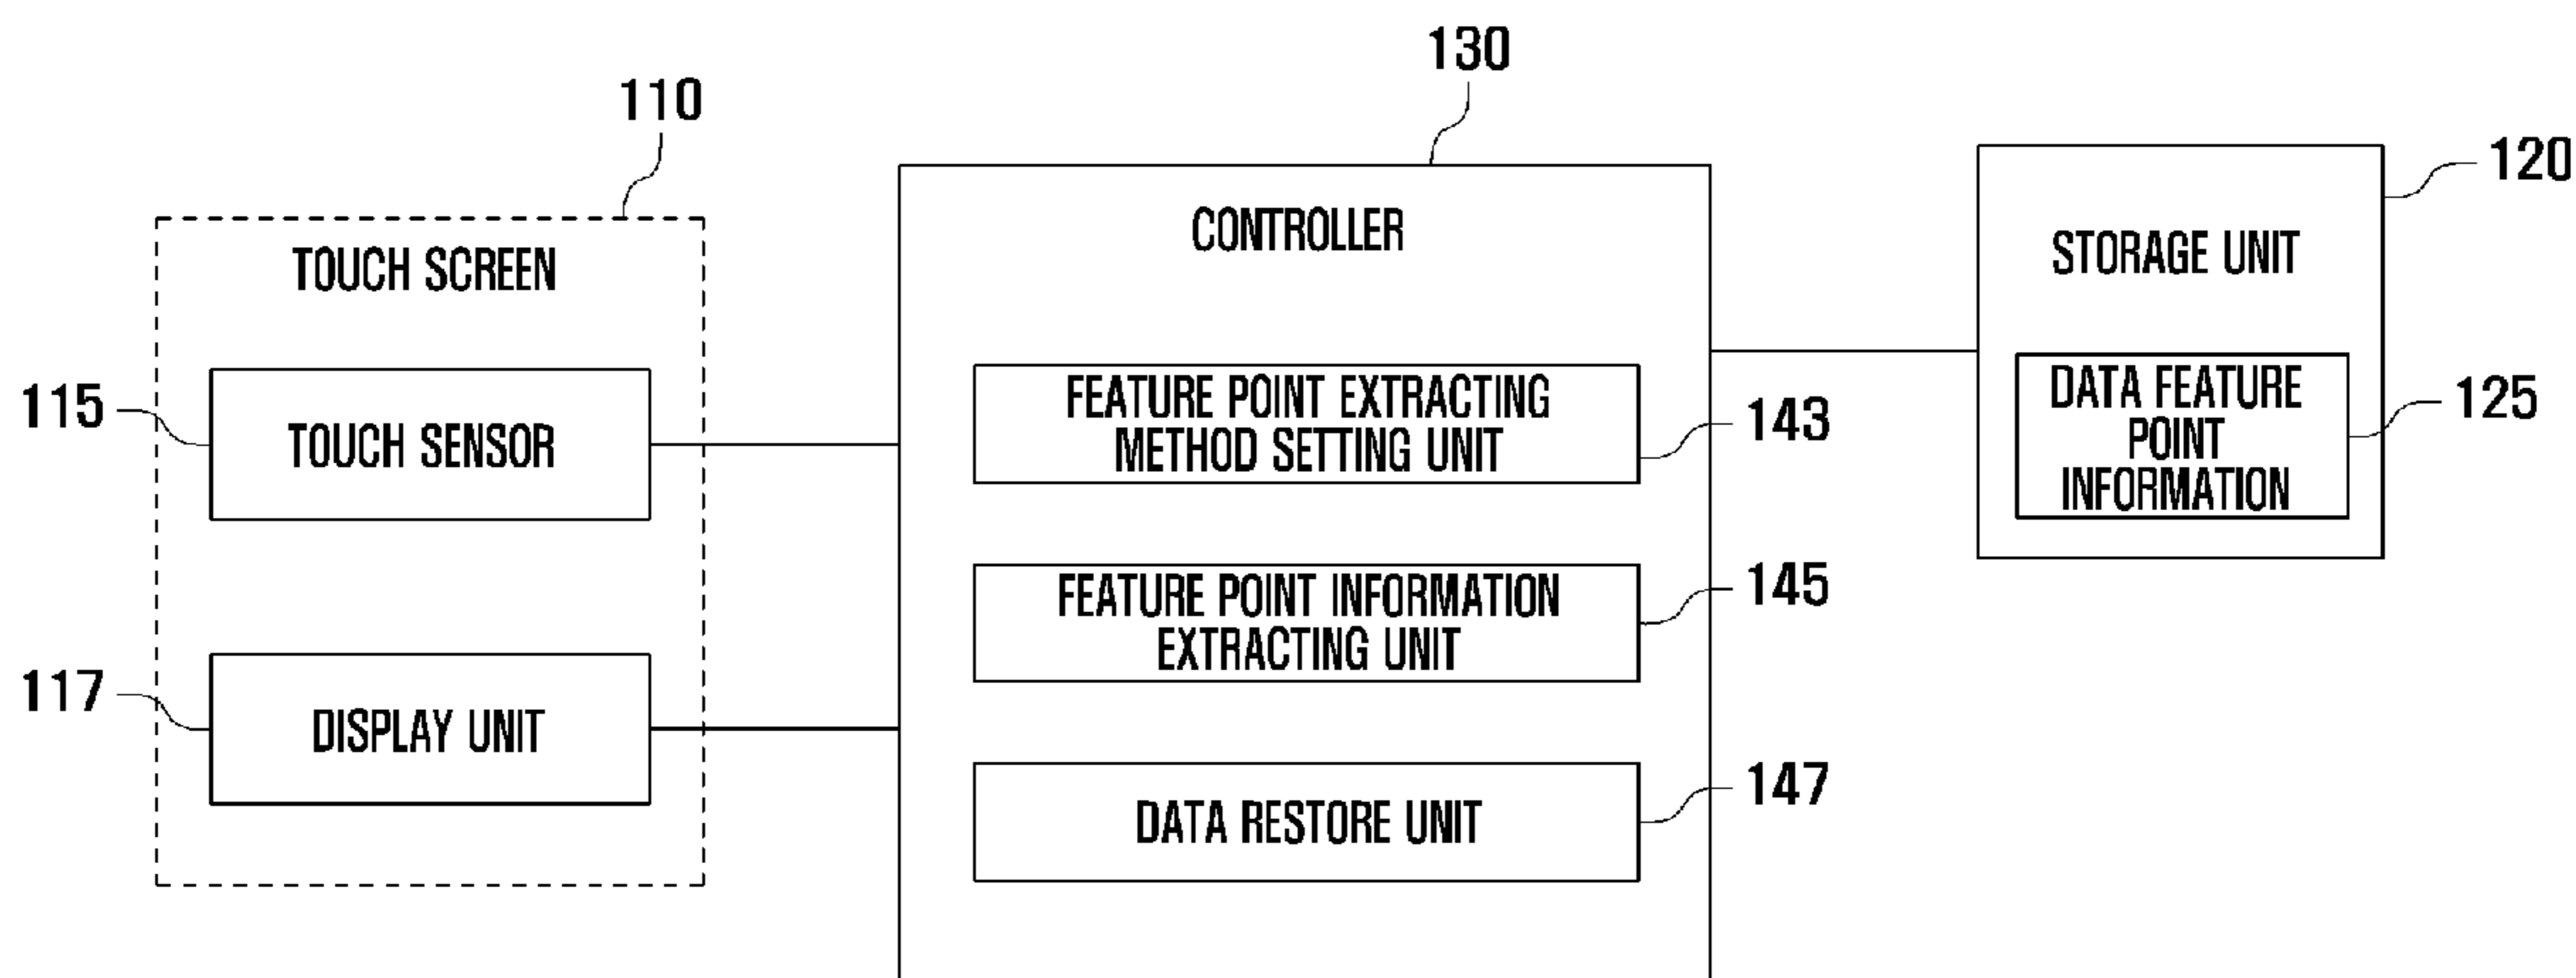 130
110
120
CONTROLLER
STORAGE UNIT
TOUCH SCREEN
DATA FEATURE
POINT
INFORMATION
125
115
TOUCH SENSOR
FEATURE POINT EXTRACTING
METHOD SETTING UNIT
143
FEATURE POINT INFORMATION
EXTRACTING UNIT
145
117
DISPLAY UNIT
DATA RESTORE UNIT
147